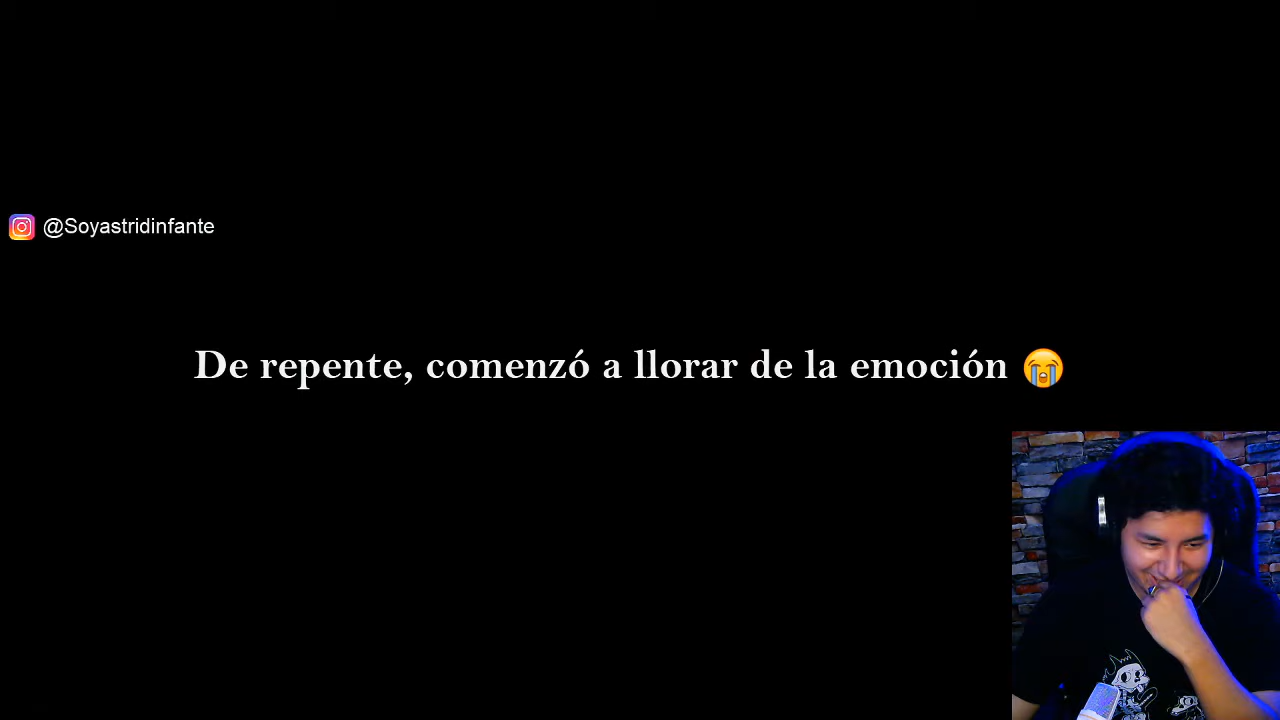 @Soyastridinfante
De repente, comenzó a llorar de la emoción 😭